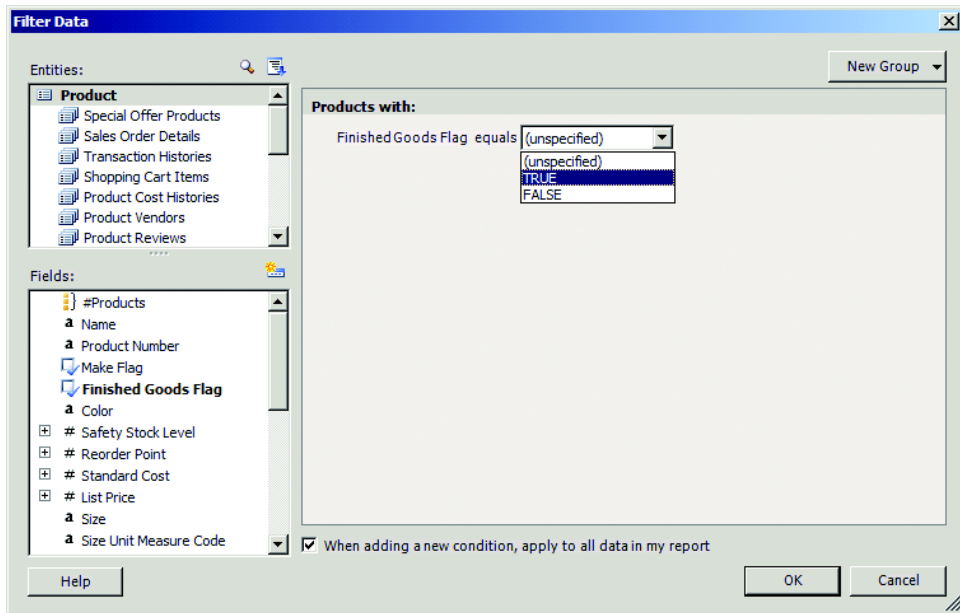 Filter Data
Entities:
New Group
Product
Special Offer Products
Sales Order Details
Transaction Histories
Shopping Cart Items
Product Cost Histories
Product Vendors
Product Reviews
Products with:
Finished Goods Flag equals (unspecified)
(unspecified)
TRUE
FALSE
Fields:
#Products
a Name
a Product Number
Make Flag
Finished Goods Flag
a Color
# Safety Stock Level
# Reorder Point
# Standard Cost
# List Price
a Size
a Size Unit Measure Code
When adding a new condition, apply to all data in my report
Help
OK
Cancel